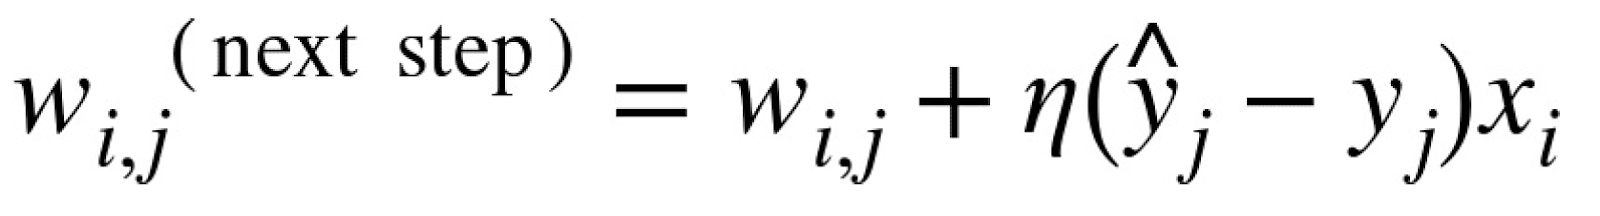 w_{i,j}^{(next step)} = w_{i,j} + η(ŷ_j − y_j)x_i